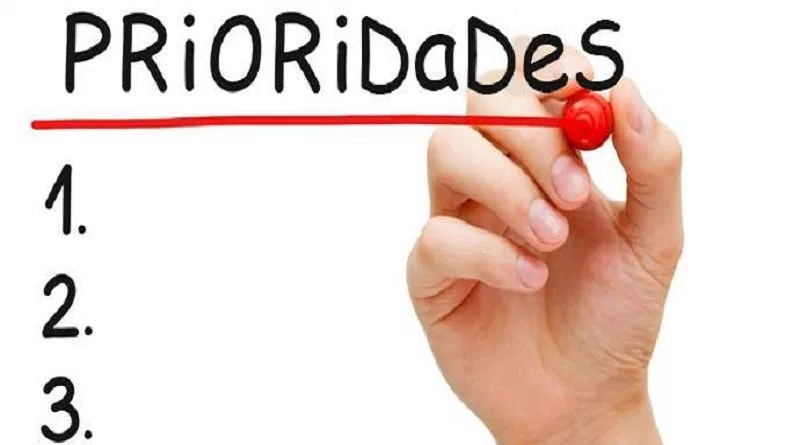 PRiORiDaDeS
1.
2.
3.